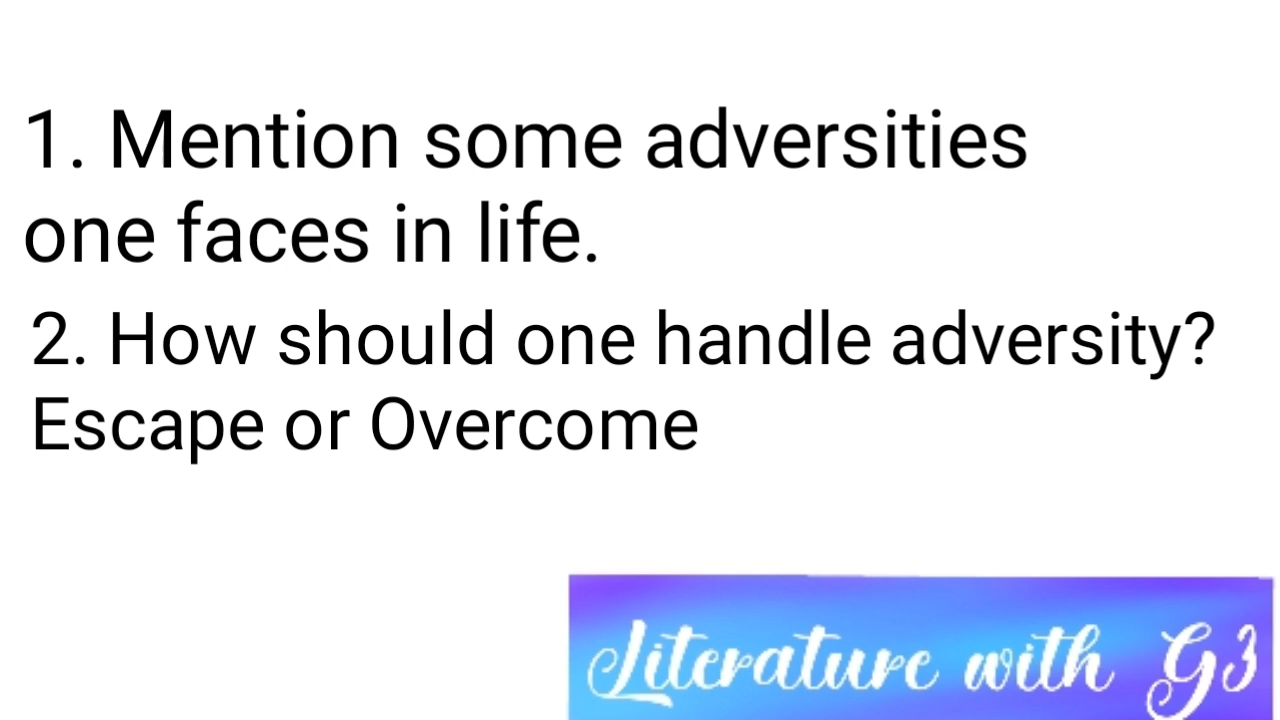 1. Mention some adversities
one faces in life.
2. How should one handle adversity?
Escape or Overcome
Literature with G3